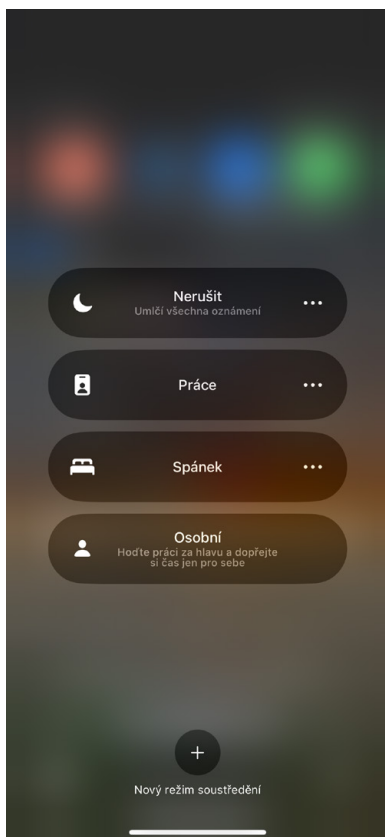 Nerušit
Umlčí všechna oznámení
Práce
Spánek
Osobní
Hoďte práci za hlavu a dopřejte
si čas jen pro sebe
Nový režim soustředění